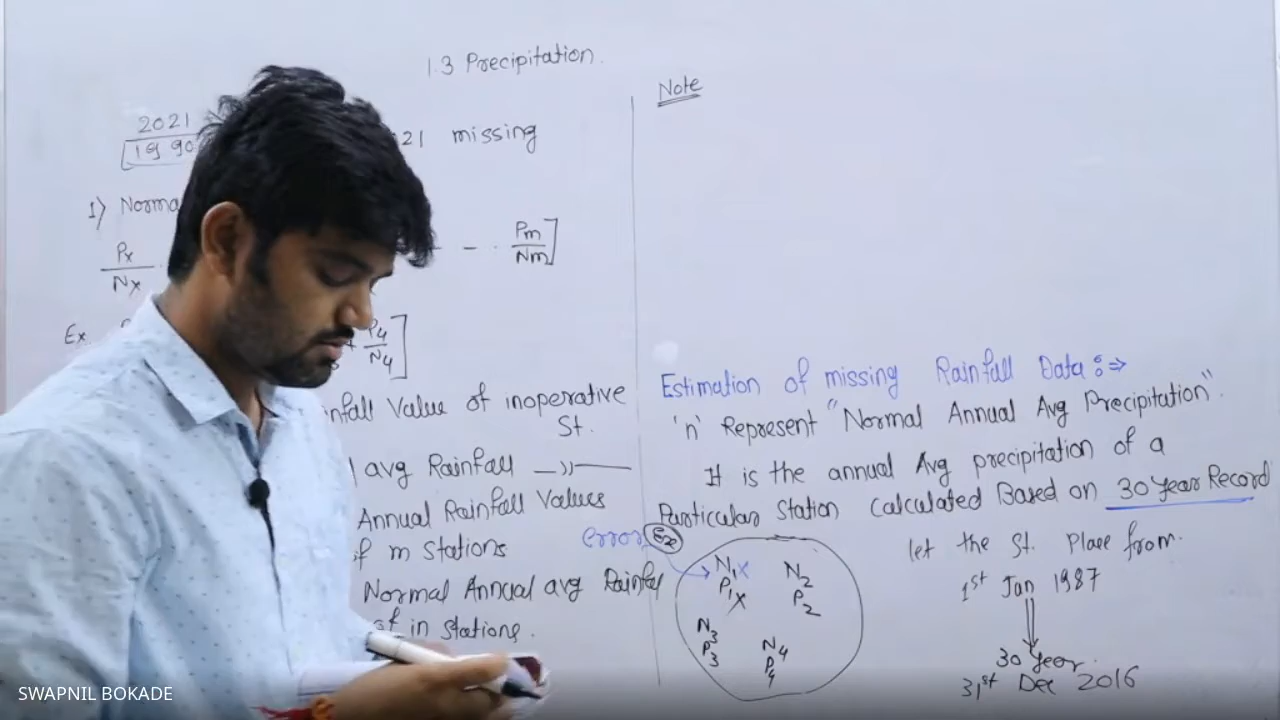 1.3 Precipitation.
2021
1990
21 missing
1) Norma
Px
Nx
- - . Pm
Nm]
Ex.
P4
N4]
infall Value of inoperative
St.
avg Rainfall —〃—
Annual Rainfall Values
f m Stations
Normal Annual avg Rainfal
of in Stations.
Note
Estimation of missing Rainfall Data :⇒
'n' Represent "Normal Annual Avg Precipitation".
It is the annual Avg precipitation of a
Particular Station Calculated Based on 30 Year Record
error Ex
N1 X
P1 X
N2
P2
N3
P3
N4
P4
let the St. Place from.
1st Jan 1987
30 Year.
31st Dec 2016
SWAPNIL BOKADE